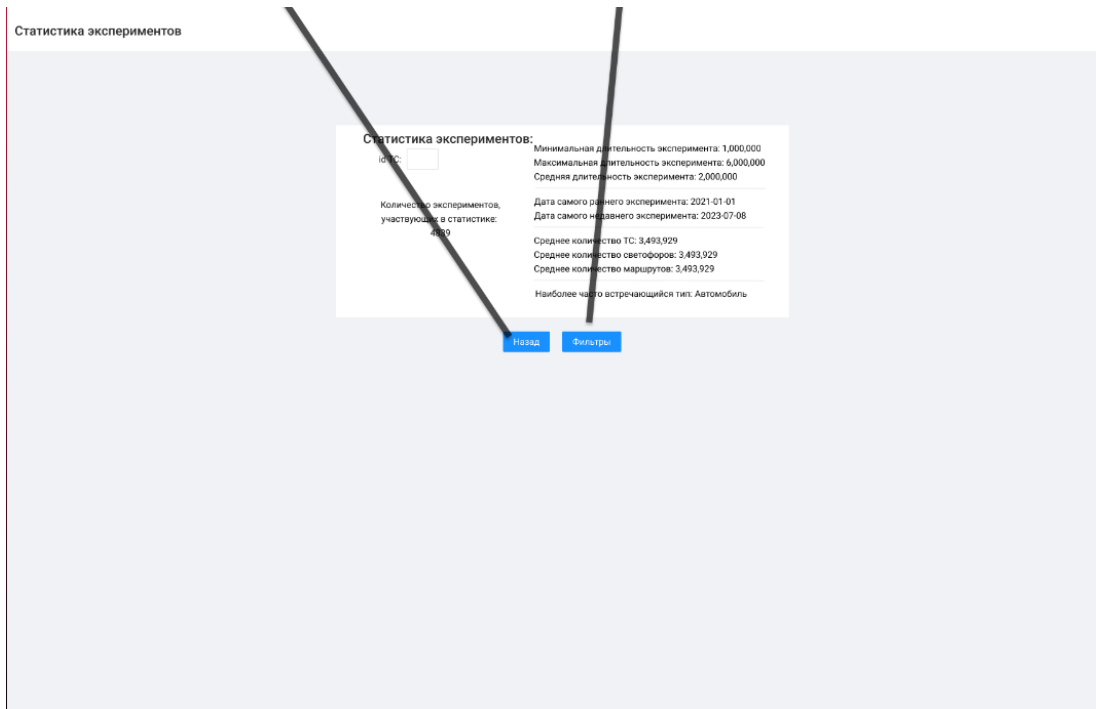 Статистика экспериментов
Статистика экспериментов:
id ТС:
Количество экспериментов,
участвующих в статистике:
4839
Минимальная длительность эксперимента: 1,000,000
Максимальная длительность эксперимента: 6,000,000
Средняя длительность эксперимента: 2,000,000
Дата самого раннего эксперимента: 2021-01-01
Дата самого недавнего эксперимента: 2023-07-08
Среднее количество ТС: 3,493,929
Среднее количество светофоров: 3,493,929
Среднее количество маршрутов: 3,493,929
Наиболее часто встречающийся тип: Автомобиль
Назад
Фильтры